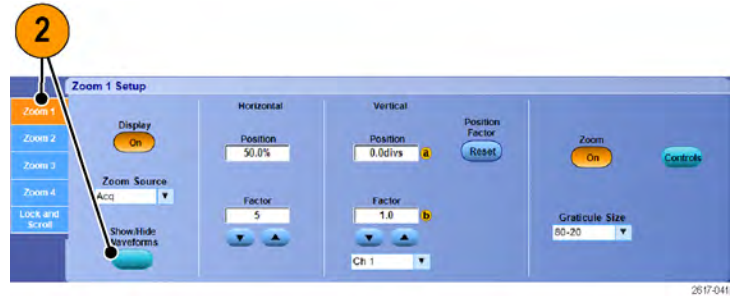 2
Zoom 1 Setup
Zoom 1
Zoom 2
Zoom 3
Zoom 4
Lock and
Scroll
Display
On
Zoom Source
Acq
Show/Hide
Waveforms
Horizontal
Position
50.0%
Factor
5
Vertical
Position
0.0divs
a
Factor
1.0
b
Ch 1
Position
Factor
Reset
Zoom
On
Graticule Size
80-20
Controls
2617-041